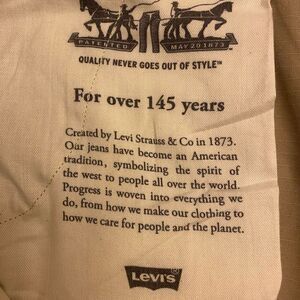 PATENTED MAY 20 1873
QUALITY NEVER GOES OUT OF STYLE™
For over 145 years
Created by Levi Strauss & Co in 1873.
Our jeans have become an American
tradition, symbolizing the spirit of
the west to people all over the world.
Progress is woven into everything we
do, from how we make our clothing to
how we care for people and the planet.
LEVI'S®